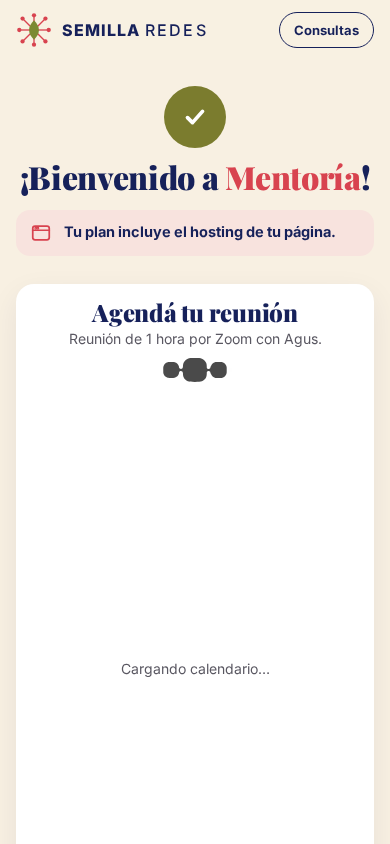 SEMILLA REDES
Consultas
¡Bienvenido a Mentoría!
Tu plan incluye el hosting de tu página.
Agendá tu reunión
Reunión de 1 hora por Zoom con Agus.
Cargando calendario...